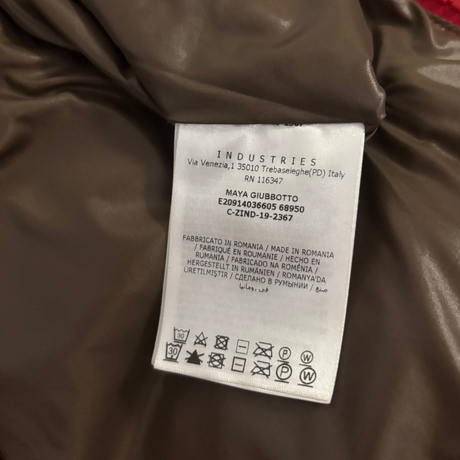 INDUSTRIES
Via Venezia,1 35010 Trebaseleghe(PD) Italy
RN 116347
MAYA GIUBBOTTO
E20914036605 68950
C-ZIND-19-2367
FABBRICATO IN ROMANIA / MADE IN ROMANIA
/ FABRIQUÉ EN ROUMANIE / HECHO EN
RUMANIA / FABRICADO NA ROMÉNIA /
HERGESTELLT IN RUMÄNIEN / ROMANYA'DA
ÜRETILMIŞTIR / СДЕЛАНО В РУМЫНИИ / صنع
في رومانيا
30 P W
30 P W